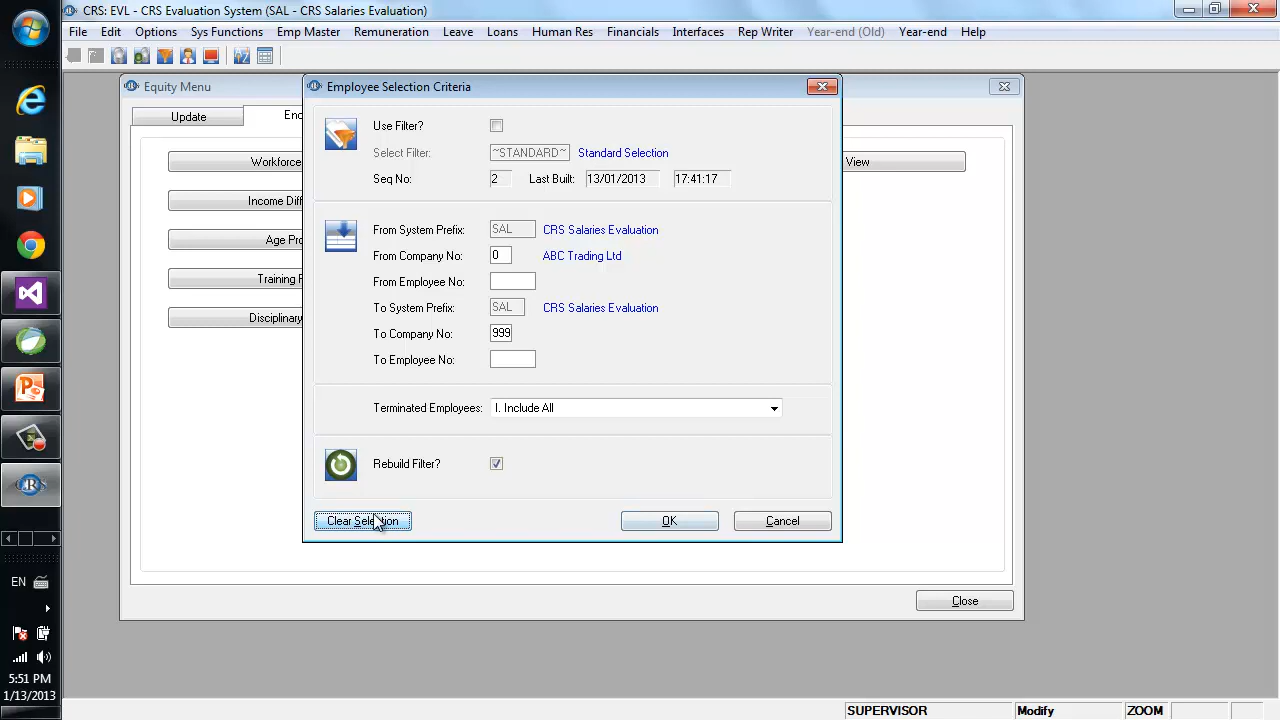 CRS: EVL - CRS Evaluation System (SAL - CRS Salaries Evaluation)
File Edit Options Sys Functions Emp Master Remuneration Leave Loans Human Res Financials Interfaces Rep Writer Year-end (Old) Year-end Help
Equity Menu
Employee Selection Criteria
Update
Use Filter?
Select Filter: ~STANDARD~ Standard Selection
Workforce
View
Seq No: 2 Last Built: 13/01/2013 17:41:17
Income Diff
From System Prefix: SAL CRS Salaries Evaluation
From Company No: 0 ABC Trading Ltd
From Employee No:
To System Prefix: SAL CRS Salaries Evaluation
Disciplinary
To Company No: 999
To Employee No:
Terminated Employees: I. Include All
Rebuild Filter?
Clear Selection OK Cancel
Close
EN
5:51 PM
1/13/2013
SUPERVISOR Modify ZOOM